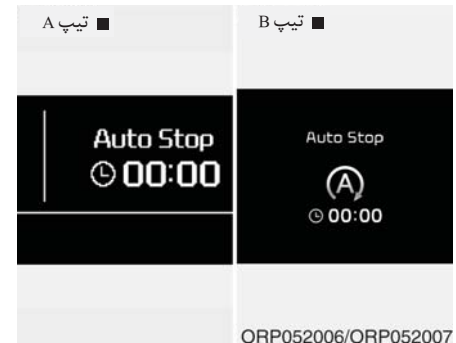 ■ تیپ A
Auto Stop
00:00
■ تیپ B
Auto Stop
A
00:00
ORP052006/ORP052007